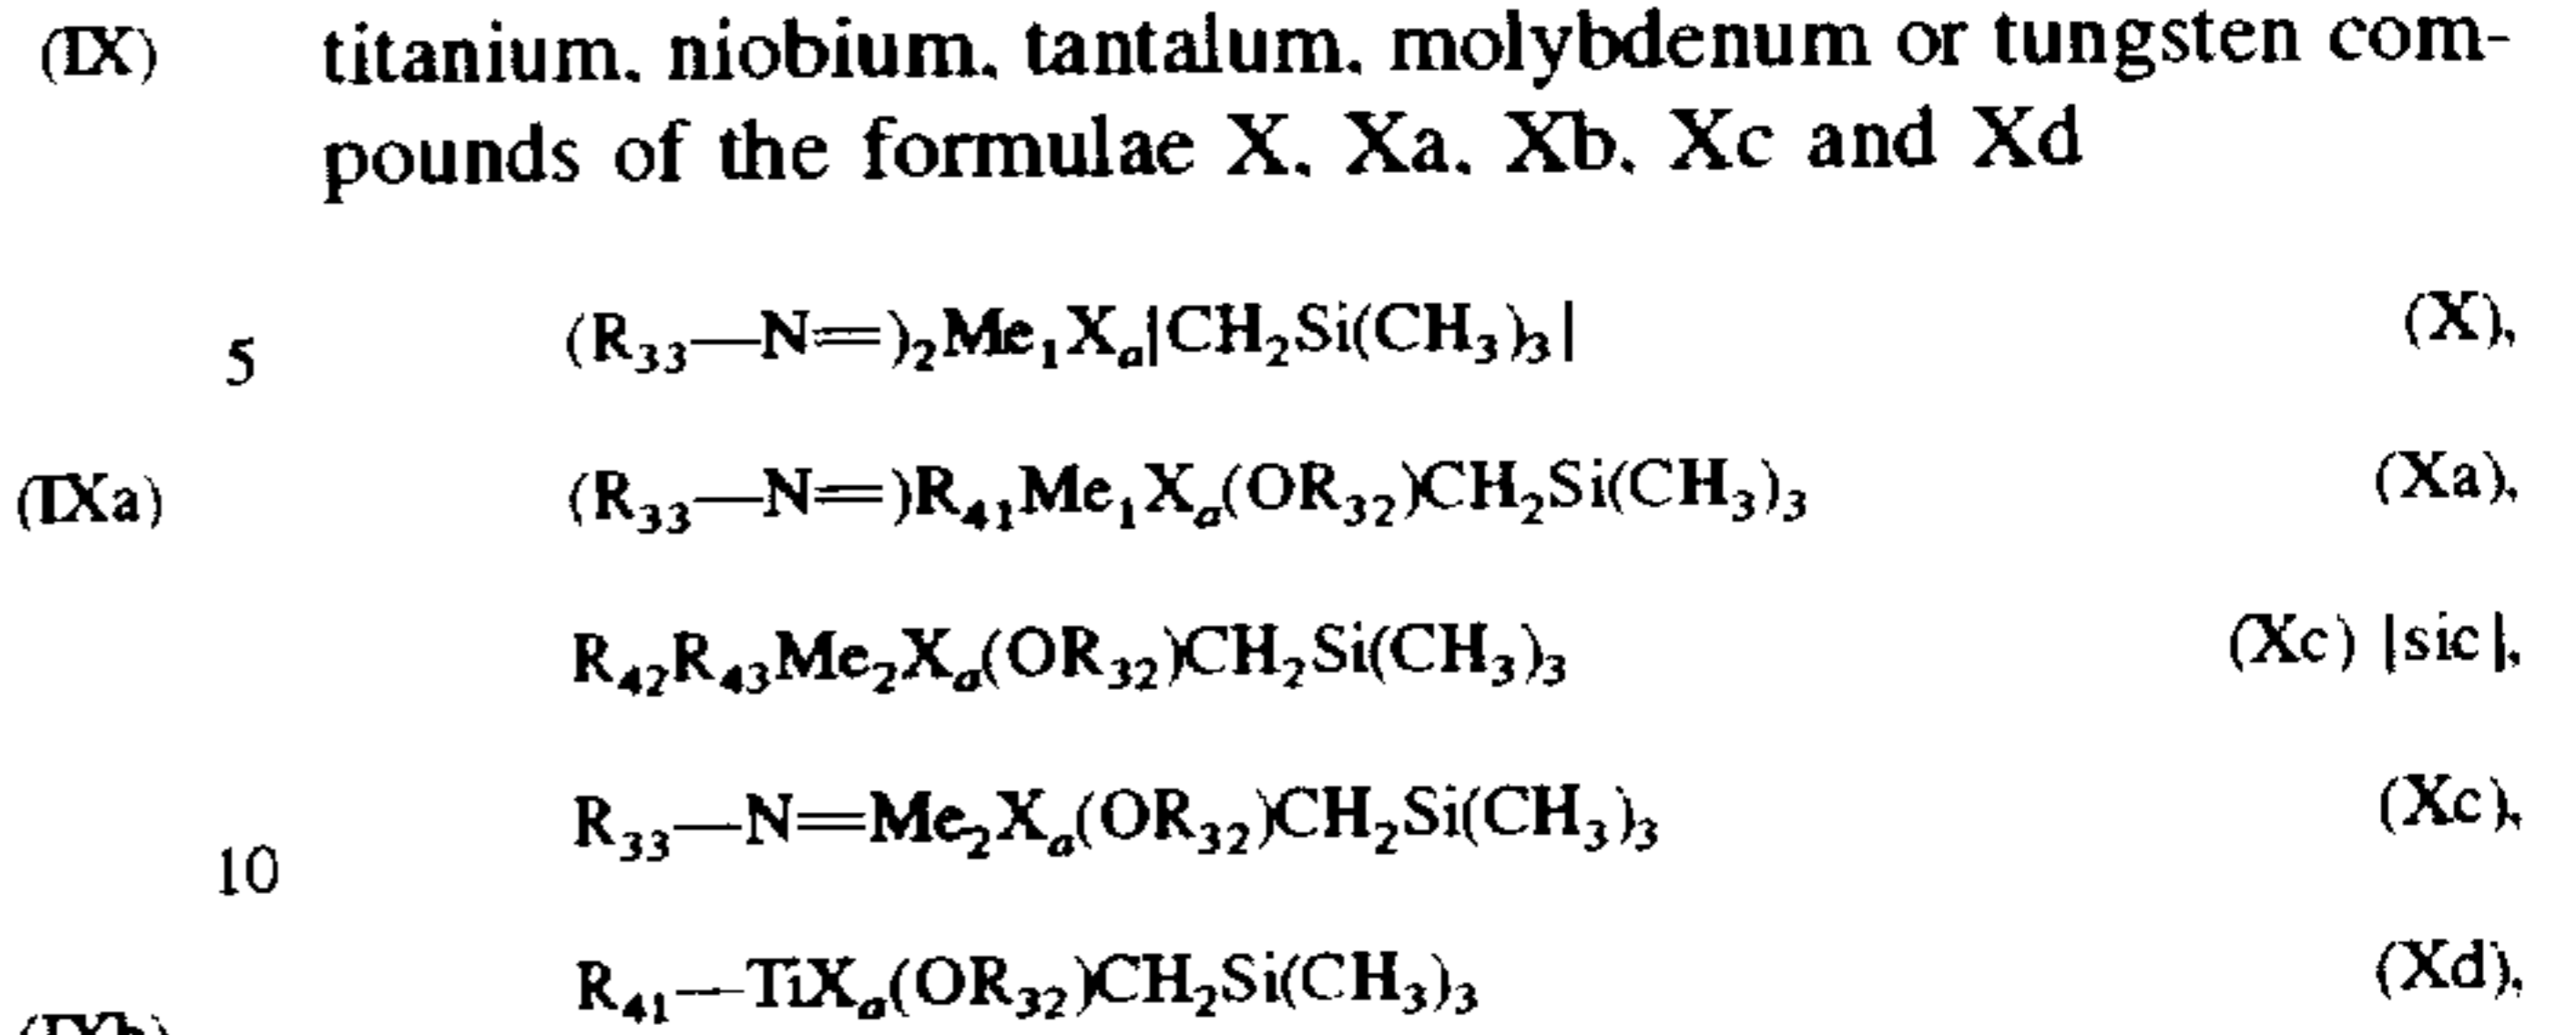 (IX) titanium. niobium. tantalum. molybdenum or tungsten com-
pounds of the formulae X. Xa. Xb. Xc and Xd
5 (R₃₃—N=)₂Me₁Xₐ|CH₂Si(CH₃)₃| (X),
(IXa) (R₃₃—N=)R₄₁Me₁Xₐ(OR₃₂)CH₂Si(CH₃)₃ (Xa),
R₄₂R₄₃Me₂Xₐ(OR₃₂)CH₂Si(CH₃)₃ (Xc) |sic|,
R₃₃—N=Me₂Xₐ(OR₃₂)CH₂Si(CH₃)₃ (Xc),
10
R₄₁—TiXₐ(OR₃₂)CH₂Si(CH₃)₃ (Xd),